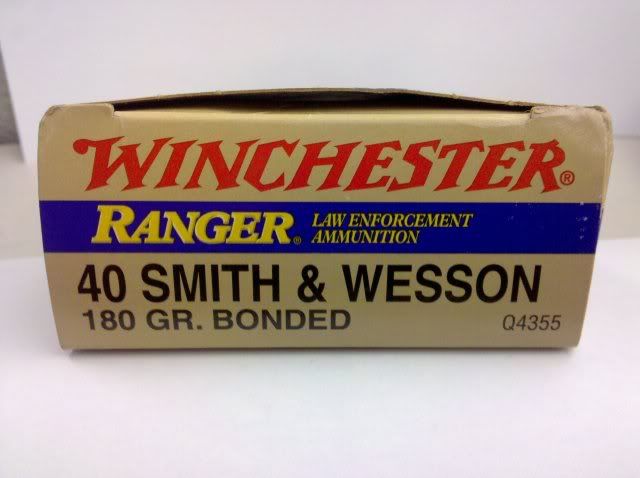 WINCHESTER®
RANGER® LAW ENFORCEMENT
AMMUNITION
40 SMITH & WESSON
180 GR. BONDED Q4355